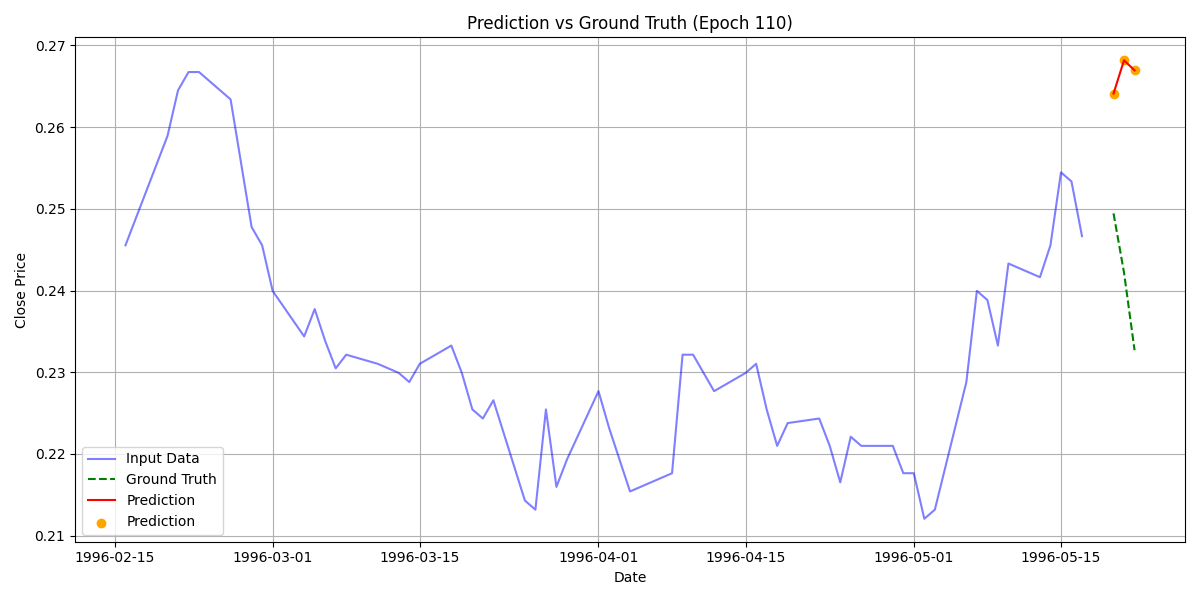 Prediction vs Ground Truth (Epoch 110)
Close Price
0.27
0.26
0.25
0.24
0.23
0.22
0.21
Input Data
Ground Truth
Prediction
Prediction
1996-02-15 1996-03-01 1996-03-15 1996-04-01 1996-04-15 1996-05-01 1996-05-15
Date